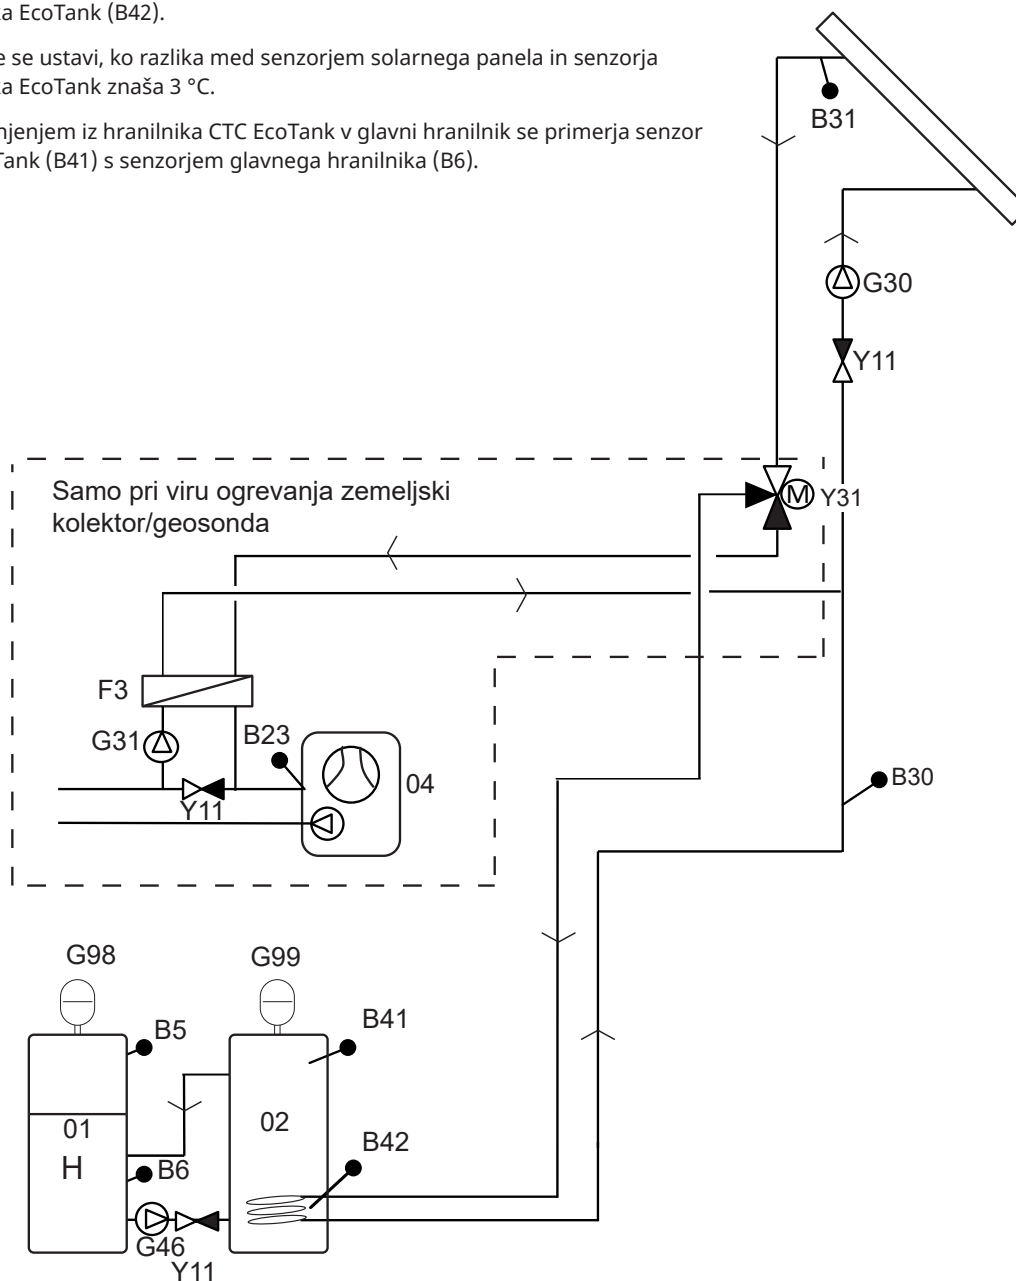 ka EcoTank (B42).
e se ustavi, ko razlika med senzorjem solarnega panela in senzorja
ka EcoTank znaša 3 °C.
njenjem iz hranilnika CTC EcoTank v glavni hranilnik se primerja senzor
Tank (B41) s senzorjem glavnega hranilnika (B6).
B31
G30
Y11
Samo pri viru ogrevanja zemeljski
kolektor/geosonda
M
Y31
F3
G31
B23
04
Y11
B30
G98
G99
B5
B41
01
02
H
B42
B6
G46
Y11